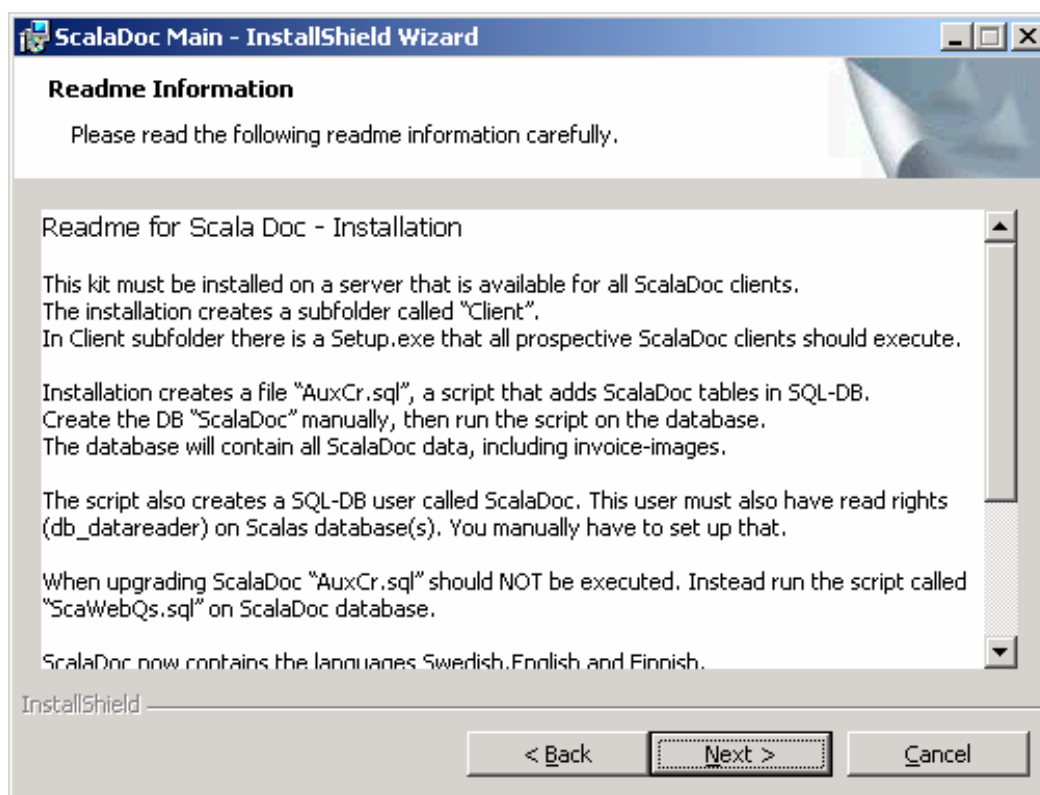 ScalaDoc Main - InstallShield Wizard
Readme Information
Please read the following readme information carefully.
Readme for Scala Doc - Installation
This kit must be installed on a server that is available for all ScalaDoc clients.
The installation creates a subfolder called "Client".
In Client subfolder there is a Setup.exe that all prospective ScalaDoc clients should execute.
Installation creates a file "AuxCr.sql", a script that adds ScalaDoc tables in SQL-DB.
Create the DB "ScalaDoc" manually, then run the script on the database.
The database will contain all ScalaDoc data, including invoice-images.
The script also creates a SQL-DB user called ScalaDoc. This user must also have read rights
(db_datareader) on Scalas database(s). You manually have to set up that.
When upgrading ScalaDoc "AuxCr.sql" should NOT be executed. Instead run the script called
"ScaWebQs.sql" on ScalaDoc database.
ScalaDoc now contains the languages Swedish,English and Finnish.
InstallShield
< Back
Next >
Cancel